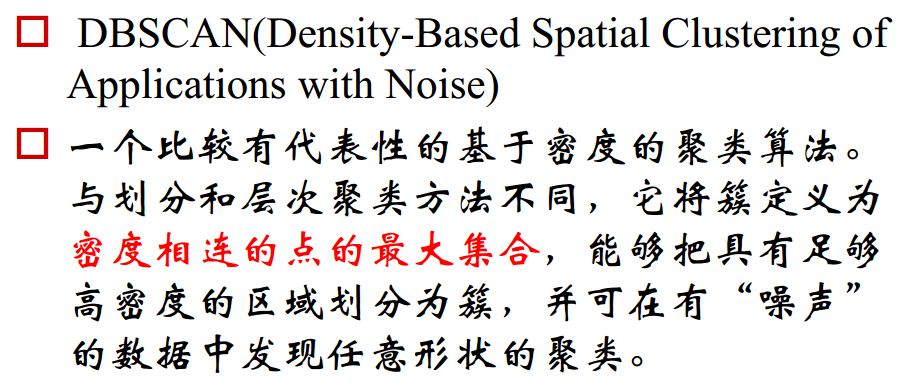 DBSCAN(Density-Based Spatial Clustering of
Applications with Noise)
一个比较有代表性的基于密度的聚类算法。
与划分和层次聚类方法不同，它将簇定义为
密度相连的点的最大集合，能够把具有足够
高密度的区域划分为簇，并可在有“噪声”
的数据中发现任意形状的聚类。